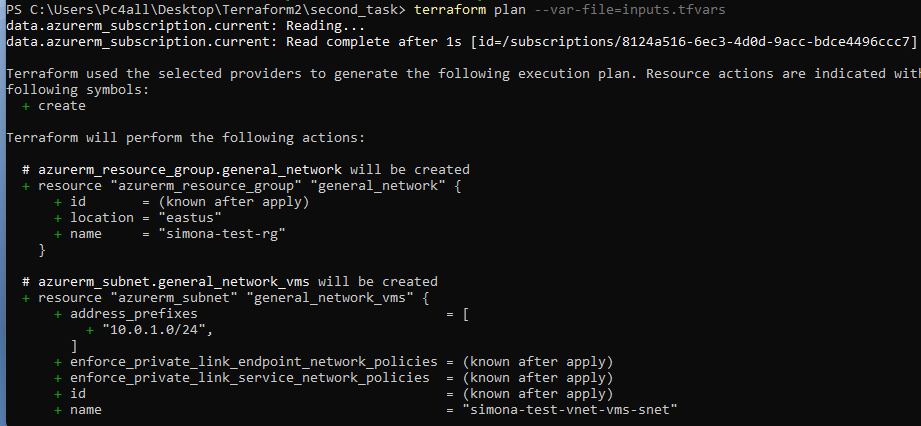 PS C:\Users\Pc4all\Desktop\Terraform2\second_task> terraform plan --var-file=inputs.tfvars
data.azurerm_subscription.current: Reading...
data.azurerm_subscription.current: Read complete after 1s [id=/subscriptions/8124a516-6ec3-4d0d-9acc-bdce4496ccc7]
Terraform used the selected providers to generate the following execution plan. Resource actions are indicated with
following symbols:
  + create
Terraform will perform the following actions:
  # azurerm_resource_group.general_network will be created
  + resource "azurerm_resource_group" "general_network" {
      + id       = (known after apply)
      + location = "eastus"
      + name     = "simona-test-rg"
    }
  # azurerm_subnet.general_network_vms will be created
  + resource "azurerm_subnet" "general_network_vms" {
      + address_prefixes                               = [
          + "10.0.1.0/24",
        ]
      + enforce_private_link_endpoint_network_policies = (known after apply)
      + enforce_private_link_service_network_policies  = (known after apply)
      + id                                             = (known after apply)
      + name                                           = "simona-test-vnet-vms-snet"